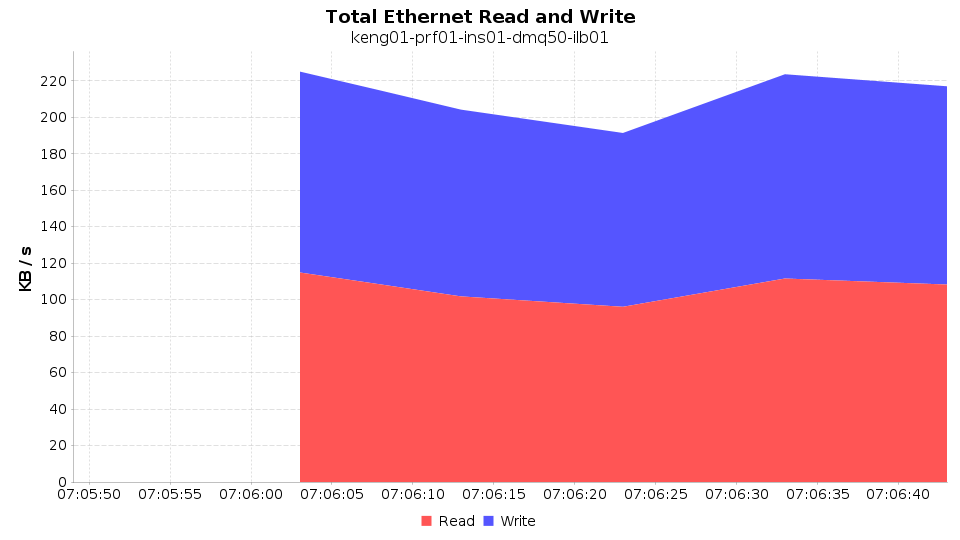 Total Ethernet Read and Write
keng01-prf01-ins01-dmq50-ilb01
KB / s
220
200
180
160
140
120
100
80
60
40
20
0
07:05:50 07:05:55 07:06:00 07:06:05 07:06:10 07:06:15 07:06:20 07:06:25 07:06:30 07:06:35 07:06:40
Read Write